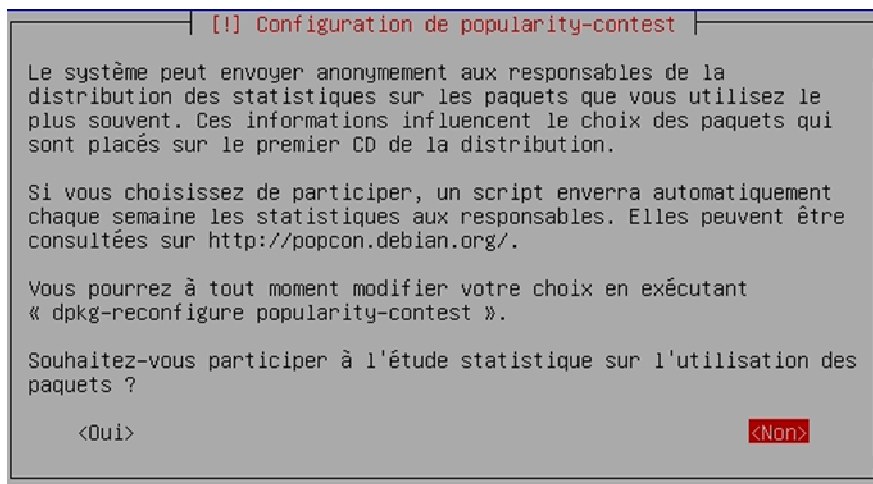 [!] Configuration de popularity-contest
Le système peut envoyer anonymement aux responsables de la
distribution des statistiques sur les paquets que vous utilisez le
plus souvent. Ces informations influencent le choix des paquets qui
sont placés sur le premier CD de la distribution.
Si vous choisissez de participer, un script enverra automatiquement
chaque semaine les statistiques aux responsables. Elles peuvent être
consultées sur http://popcon.debian.org/.
Vous pourrez à tout moment modifier votre choix en exécutant
« dpkg-reconfigure popularity-contest ».
Souhaitez-vous participer à l'étude statistique sur l'utilisation des
paquets ?
<Oui> <Non>